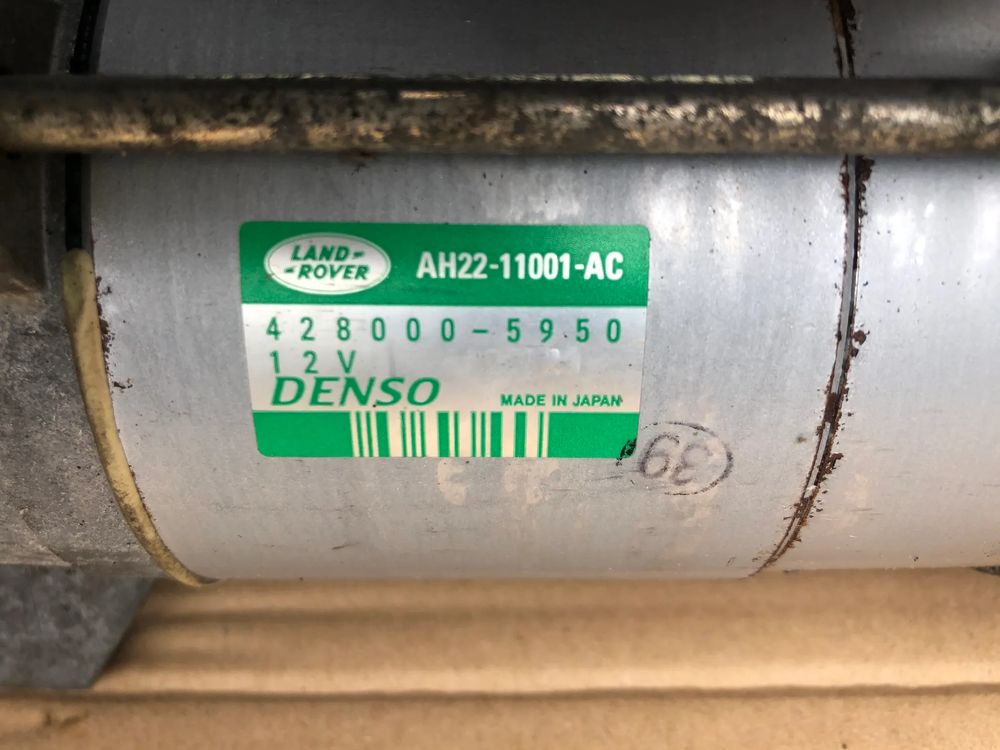 LAND-
-ROVER
AH22-11001-AC
428000-5950
12V
DENSO
MADE IN JAPAN
39